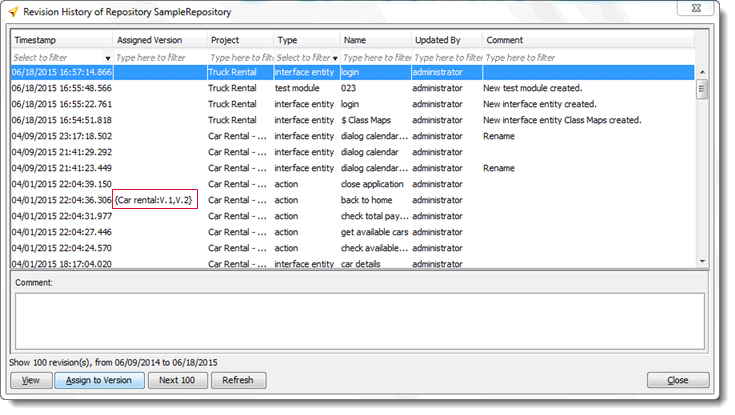 Revision History of Repository SampleRepository
Timestamp Assigned Version Project Type Name Updated By Comment
Select to filter Type here to filter Type here to filter Select to filter Type here to filter Type here to filter Type here to filter
06/18/2015 16:57:14.866 Truck Rental interface entity login administrator
06/18/2015 16:55:48.566 Truck Rental test module 023 administrator New test module created.
06/18/2015 16:55:22.761 Truck Rental interface entity login administrator New interface entity created.
06/18/2015 16:54:51.818 Truck Rental interface entity $ Class Maps administrator New interface entity Class Maps created.
04/09/2015 23:17:18.502 Car Rental - ... interface entity dialog calendar... administrator Rename
04/09/2015 21:41:29.292 Car Rental - ... interface entity dialog calendar administrator
04/09/2015 21:41:23.449 Car Rental - ... interface entity dialog calendar... administrator Rename
04/01/2015 22:04:39.150 Car Rental - ... action close application administrator
04/01/2015 22:04:36.306 {Car rental:V.1,V.2} Car Rental - ... action back to home administrator
04/01/2015 22:04:31.977 Car Rental - ... action check total pay... administrator
04/01/2015 22:04:27.446 Car Rental - ... action get available cars administrator
04/01/2015 22:04:24.570 Car Rental - ... action check available... administrator
04/01/2015 18:17:04.020 Car Rental - ... interface entity car details administrator
Comment:
Show 100 revision(s), from 06/09/2014 to 06/18/2015
View Assign to Version Next 100 Refresh Close